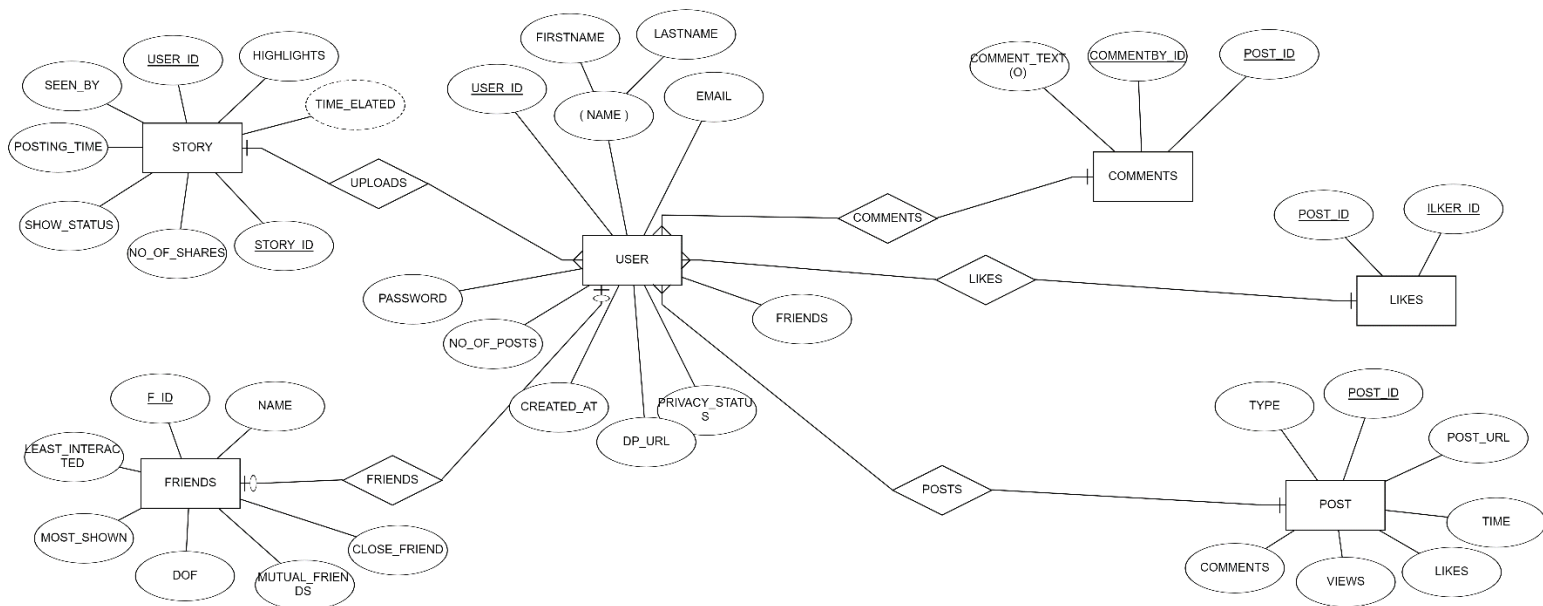 FIRSTNAME
LASTNAME
USER_ID
HIGHLIGHTS
SEEN_BY
TIME_ELATED
POSTING_TIME
STORY
SHOW_STATUS
NO_OF_SHARES
STORY_ID
UPLOADS
USER_ID
( NAME )
EMAIL
USER
PASSWORD
NO_OF_POSTS
CREATED_AT
DP_URL
PRIVACY_STATU
S
FRIENDS
COMMENT_TEXT
(O)
COMMENTBY_ID
POST_ID
COMMENTS
COMMENTS
POST_ID
ILKER_ID
LIKES
LIKES
F_ID
NAME
LEAST_INTERAC
TED
FRIENDS
MOST_SHOWN
DOF
MUTUAL_FRIE
NDS
CLOSE_FRIEND
FRIENDS
POSTS
TYPE
POST_ID
POST_URL
POST
TIME
COMMENTS
VIEWS
LIKES